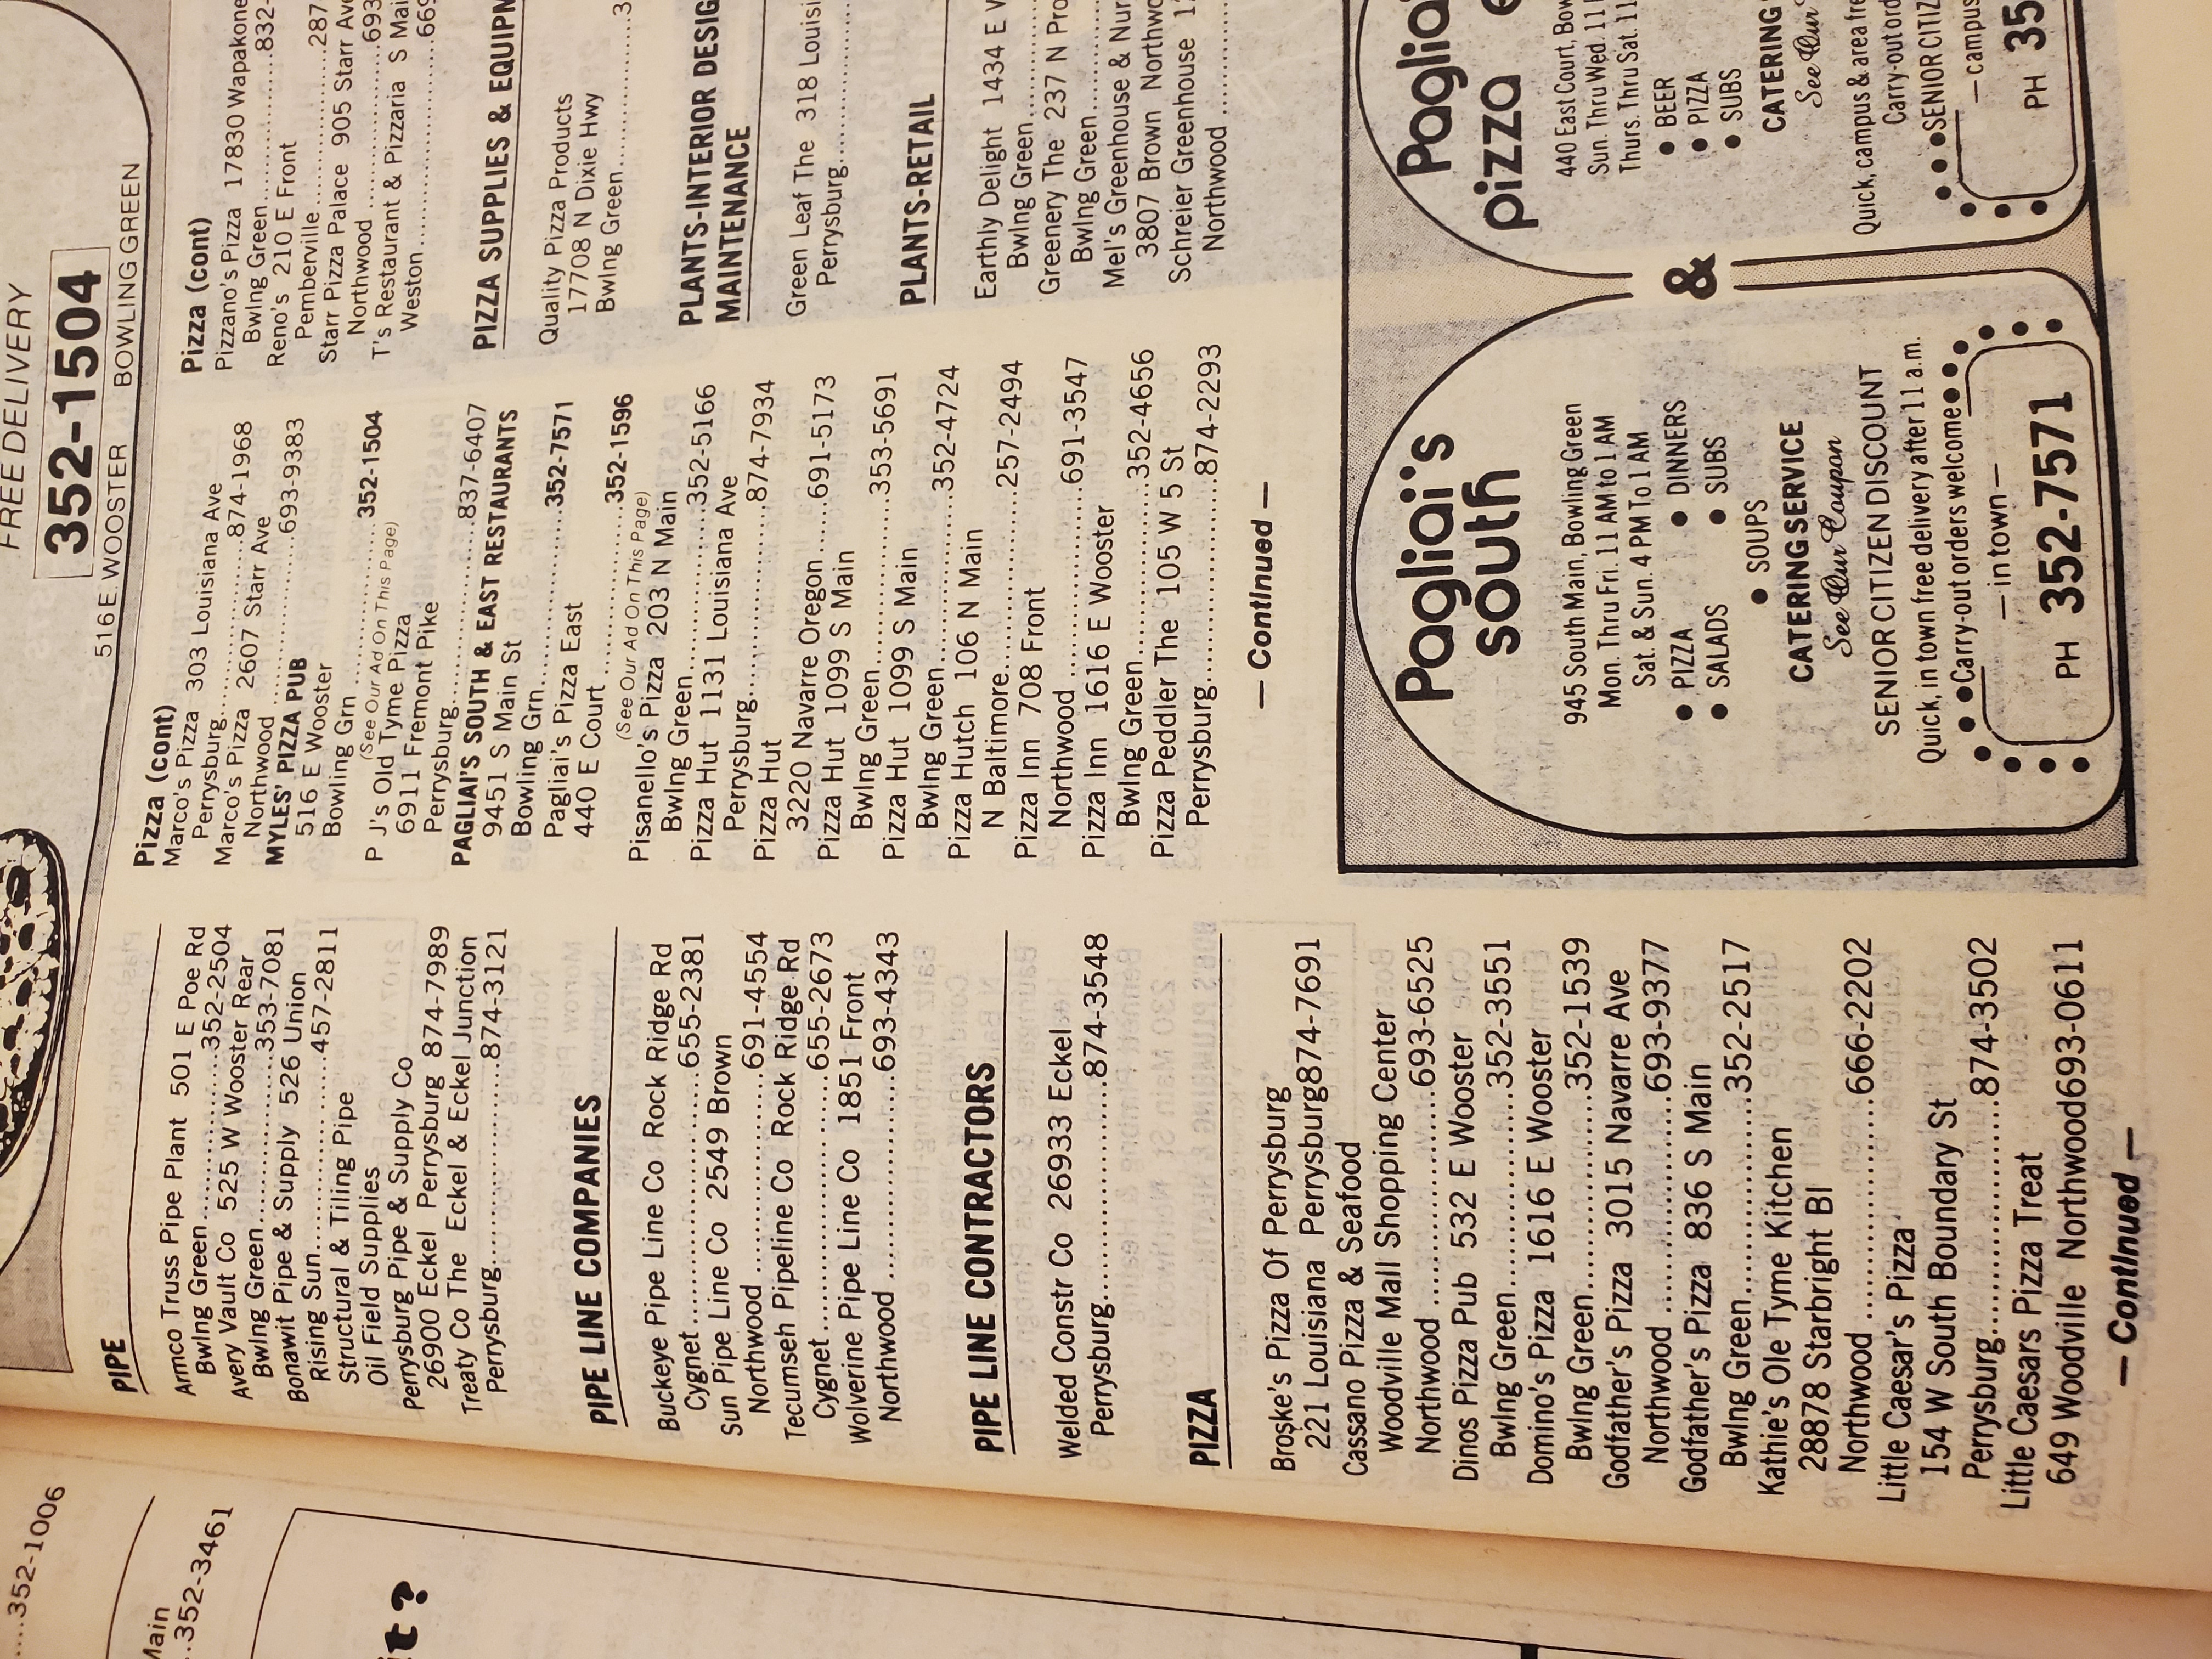 ....352-1006
Main
..352-3461
it?
FREE DELIVERY
352-1504
516 E. WOOSTER BOWLING GREEN
PIPE
Armco Truss Pipe Plant 501 E Poe Rd
Bwlng Green..............352-2504
Avery Vault Co 525 W Wooster Rear
Bwlng Green..............353-7081
Bonawit Pipe & Supply 526 Union
Rising Sun..............457-2811
Structural & Tiling Pipe
Oil Field Supplies
Perrysburg Pipe & Supply Co
26900 Eckel Perrysburg 874-7989
Treaty Co The Eckel & Eckel Junction
Perrysburg..............874-3121
PIPE LINE COMPANIES
Buckeye Pipe Line Co Rock Ridge Rd
Cygnet..............655-2381
Sun Pipe Line Co 2549 Brown
Northwood..............691-4554
Tecumseh Pipeline Co Rock Ridge Rd
Cygnet..............655-2673
Wolverine Pipe Line Co 1851 Front
Northwood..............693-4343
PIPE LINE CONTRACTORS
Welded Constr Co 26933 Eckel
Perrysburg..............874-3548
PIZZA
Broske's Pizza Of Perrysburg
221 Louisiana Perrysburg874-7691
Cassano Pizza & Seafood
Woodville Mall Shopping Center
Northwood..............693-6525
Dinos Pizza Pub 532 E Wooster
Bwlng Green..............352-3551
Domino's Pizza 1616 E Wooster
Bwlng Green..............352-1539
Godfather's Pizza 3015 Navarre Ave
Northwood..............693-9377
Godfather's Pizza 836 S Main
Bwlng Green..............352-2517
Kathie's Ole Tyme Kitchen
28878 Starbright Bl
Northwood..............666-2202
Little Caesar's Pizza
154 W South Boundary St
Perrysburg..............874-3502
Little Caesars Pizza Treat
649 Woodville Northwood693-0611
— Continued —
Pizza (cont)
Marco's Pizza 303 Louisiana Ave
Perrysburg..............874-1968
Marco's Pizza 2607 Starr Ave
Northwood..............693-9383
MYLES' PIZZA PUB
516 E Wooster
Bowling Grn..............352-1504
(See Our Ad On This Page)
P J's Old Tyme Pizza
6911 Fremont Pike
Perrysburg..............837-6407
PAGLIAI'S SOUTH & EAST RESTAURANTS
9451 S Main St
Bowling Grn..............352-7571
Pagliai's Pizza East
440 E Court..............352-1596
(See Our Ad On This Page)
Pisanello's Pizza 203 N Main
Bwlng Green..............352-5166
Pizza Hut 1131 Louisiana Ave
Perrysburg..............874-7934
Pizza Hut
3220 Navarre Oregon......691-5173
Pizza Hut 1099 S Main
Bwlng Green..............353-5691
Pizza Hut 1099 S Main
Bwlng Green..............352-4724
Pizza Hutch 106 N Main
N Baltimore..............257-2494
Pizza Inn 708 Front
Northwood..............691-3547
Pizza Inn 1616 E Wooster
Bwlng Green..............352-4656
Pizza Peddler The 105 W 5 St
Perrysburg..............874-2293
— Continued —
Pizza (cont)
Pizzano's Pizza 17830 Wapakone
Bwlng Green..............832-
Reno's 210 E Front
Pemberville..............287
Starr Pizza Palace 905 Starr Av
Northwood..............693
T's Restaurant & Pizzaria S Mai
Weston..............669
PIZZA SUPPLIES & EQUIPM
Quality Pizza Products
17708 N Dixie Hwy
Bwlng Green..............3
PLANTS-INTERIOR DESIG
MAINTENANCE
Green Leaf The 318 Louisi
Perrysburg..............
PLANTS-RETAIL
Earthly Delight 1434 E W
Bwlng Green..............
Greenery The 237 N Pro
Bwlng Green..............
Mel's Greenhouse & Nur
3807 Brown Northwo
Schreier Greenhouse 1
Northwood..............
Pagliai's
south
945 South Main, Bowling Green
Mon. Thru Fri. 11 AM to 1 AM
Sat. & Sun. 4 PM To 1 AM
• PIZZA • DINNERS
• SALADS • SUBS
• SOUPS
CATERING SERVICE
See Our Coupon
SENIOR CITIZEN DISCOUNT
Quick, in town free delivery after 11 a.m.
Carry-out orders welcome
— in town —
PH 352-7571
&
Pagliai'
pizza e
440 East Court, Bow
Sun. Thru Wed. 11
Thurs. Thru Sat. 11
• BEER
• PIZZA
• SUBS
CATERING
See Our
Quick, campus & area fre
Carry-out ord
SENIOR CITIZ
— campus
PH 35